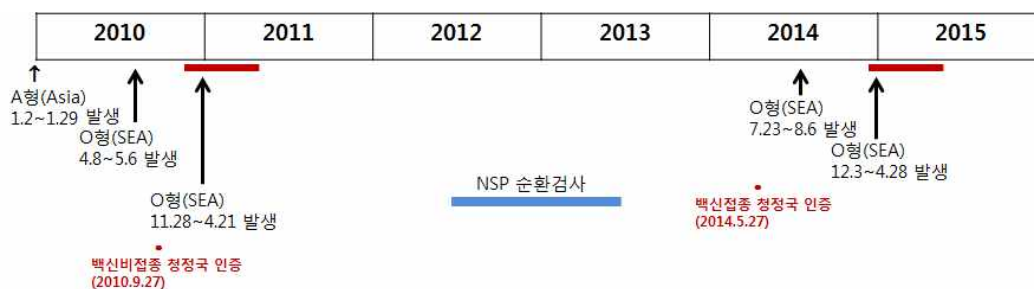 2010 2011 2012 2013 2014 2015
A형(Asia)
1.2~1.29 발생
O형(SEA)
4.8~5.6 발생
O형(SEA)
11.28~4.21 발생
백신비접종 청정국 인증
(2010.9.27)
NSP 순환검사
O형(SEA)
7.23~8.6 발생
O형(SEA)
12.3~4.28 발생
백신접종 청정국 인증
(2014.5.27)